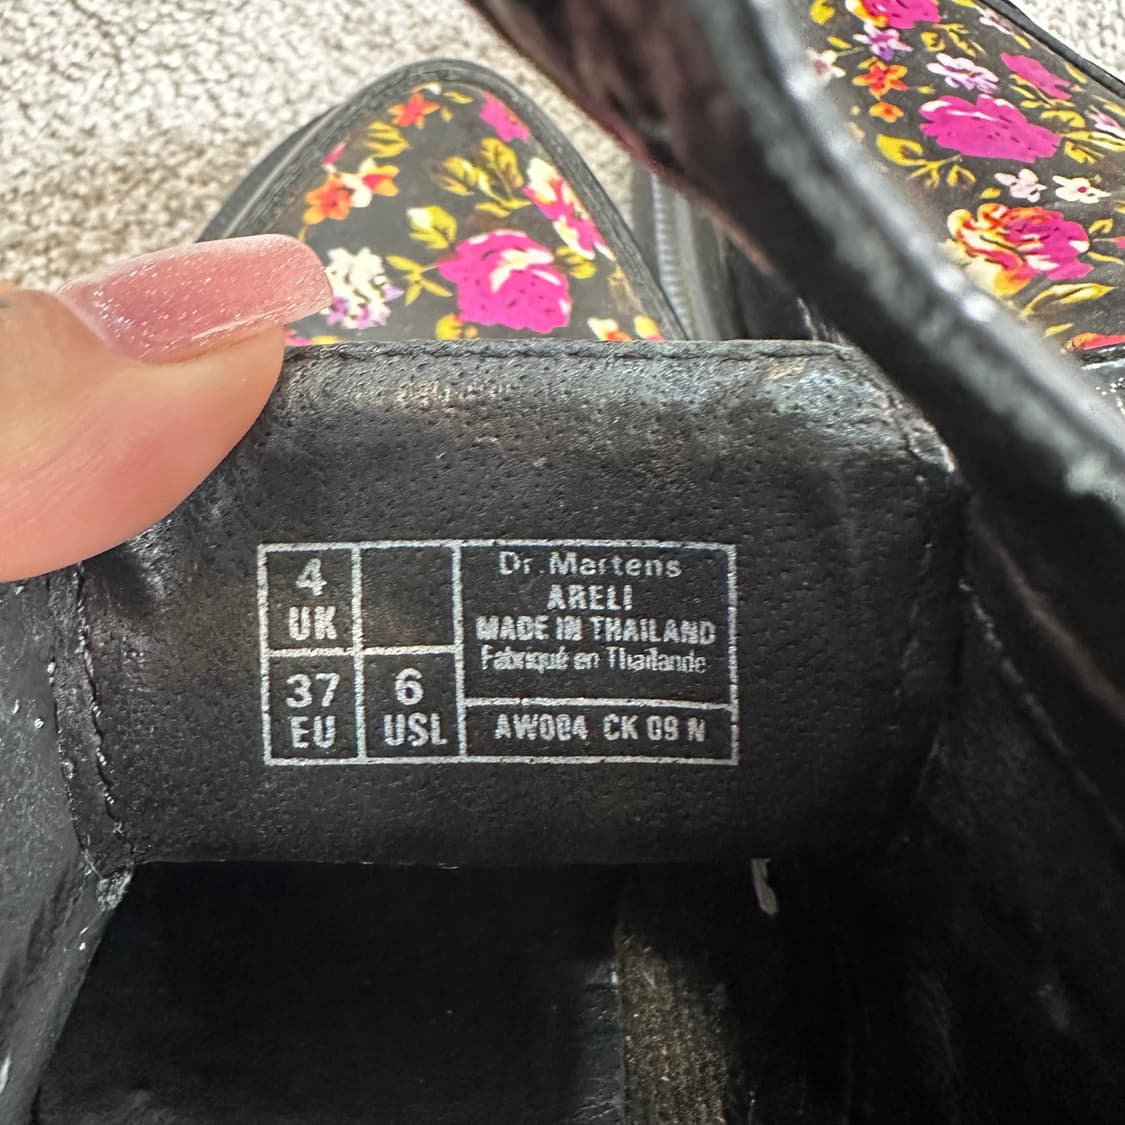 4
UK
37
EU
6
USL
Dr. Martens
ARELI
MADE IN THAILAND
Fabriqué en Thaïlande
AW004 CK 09 N